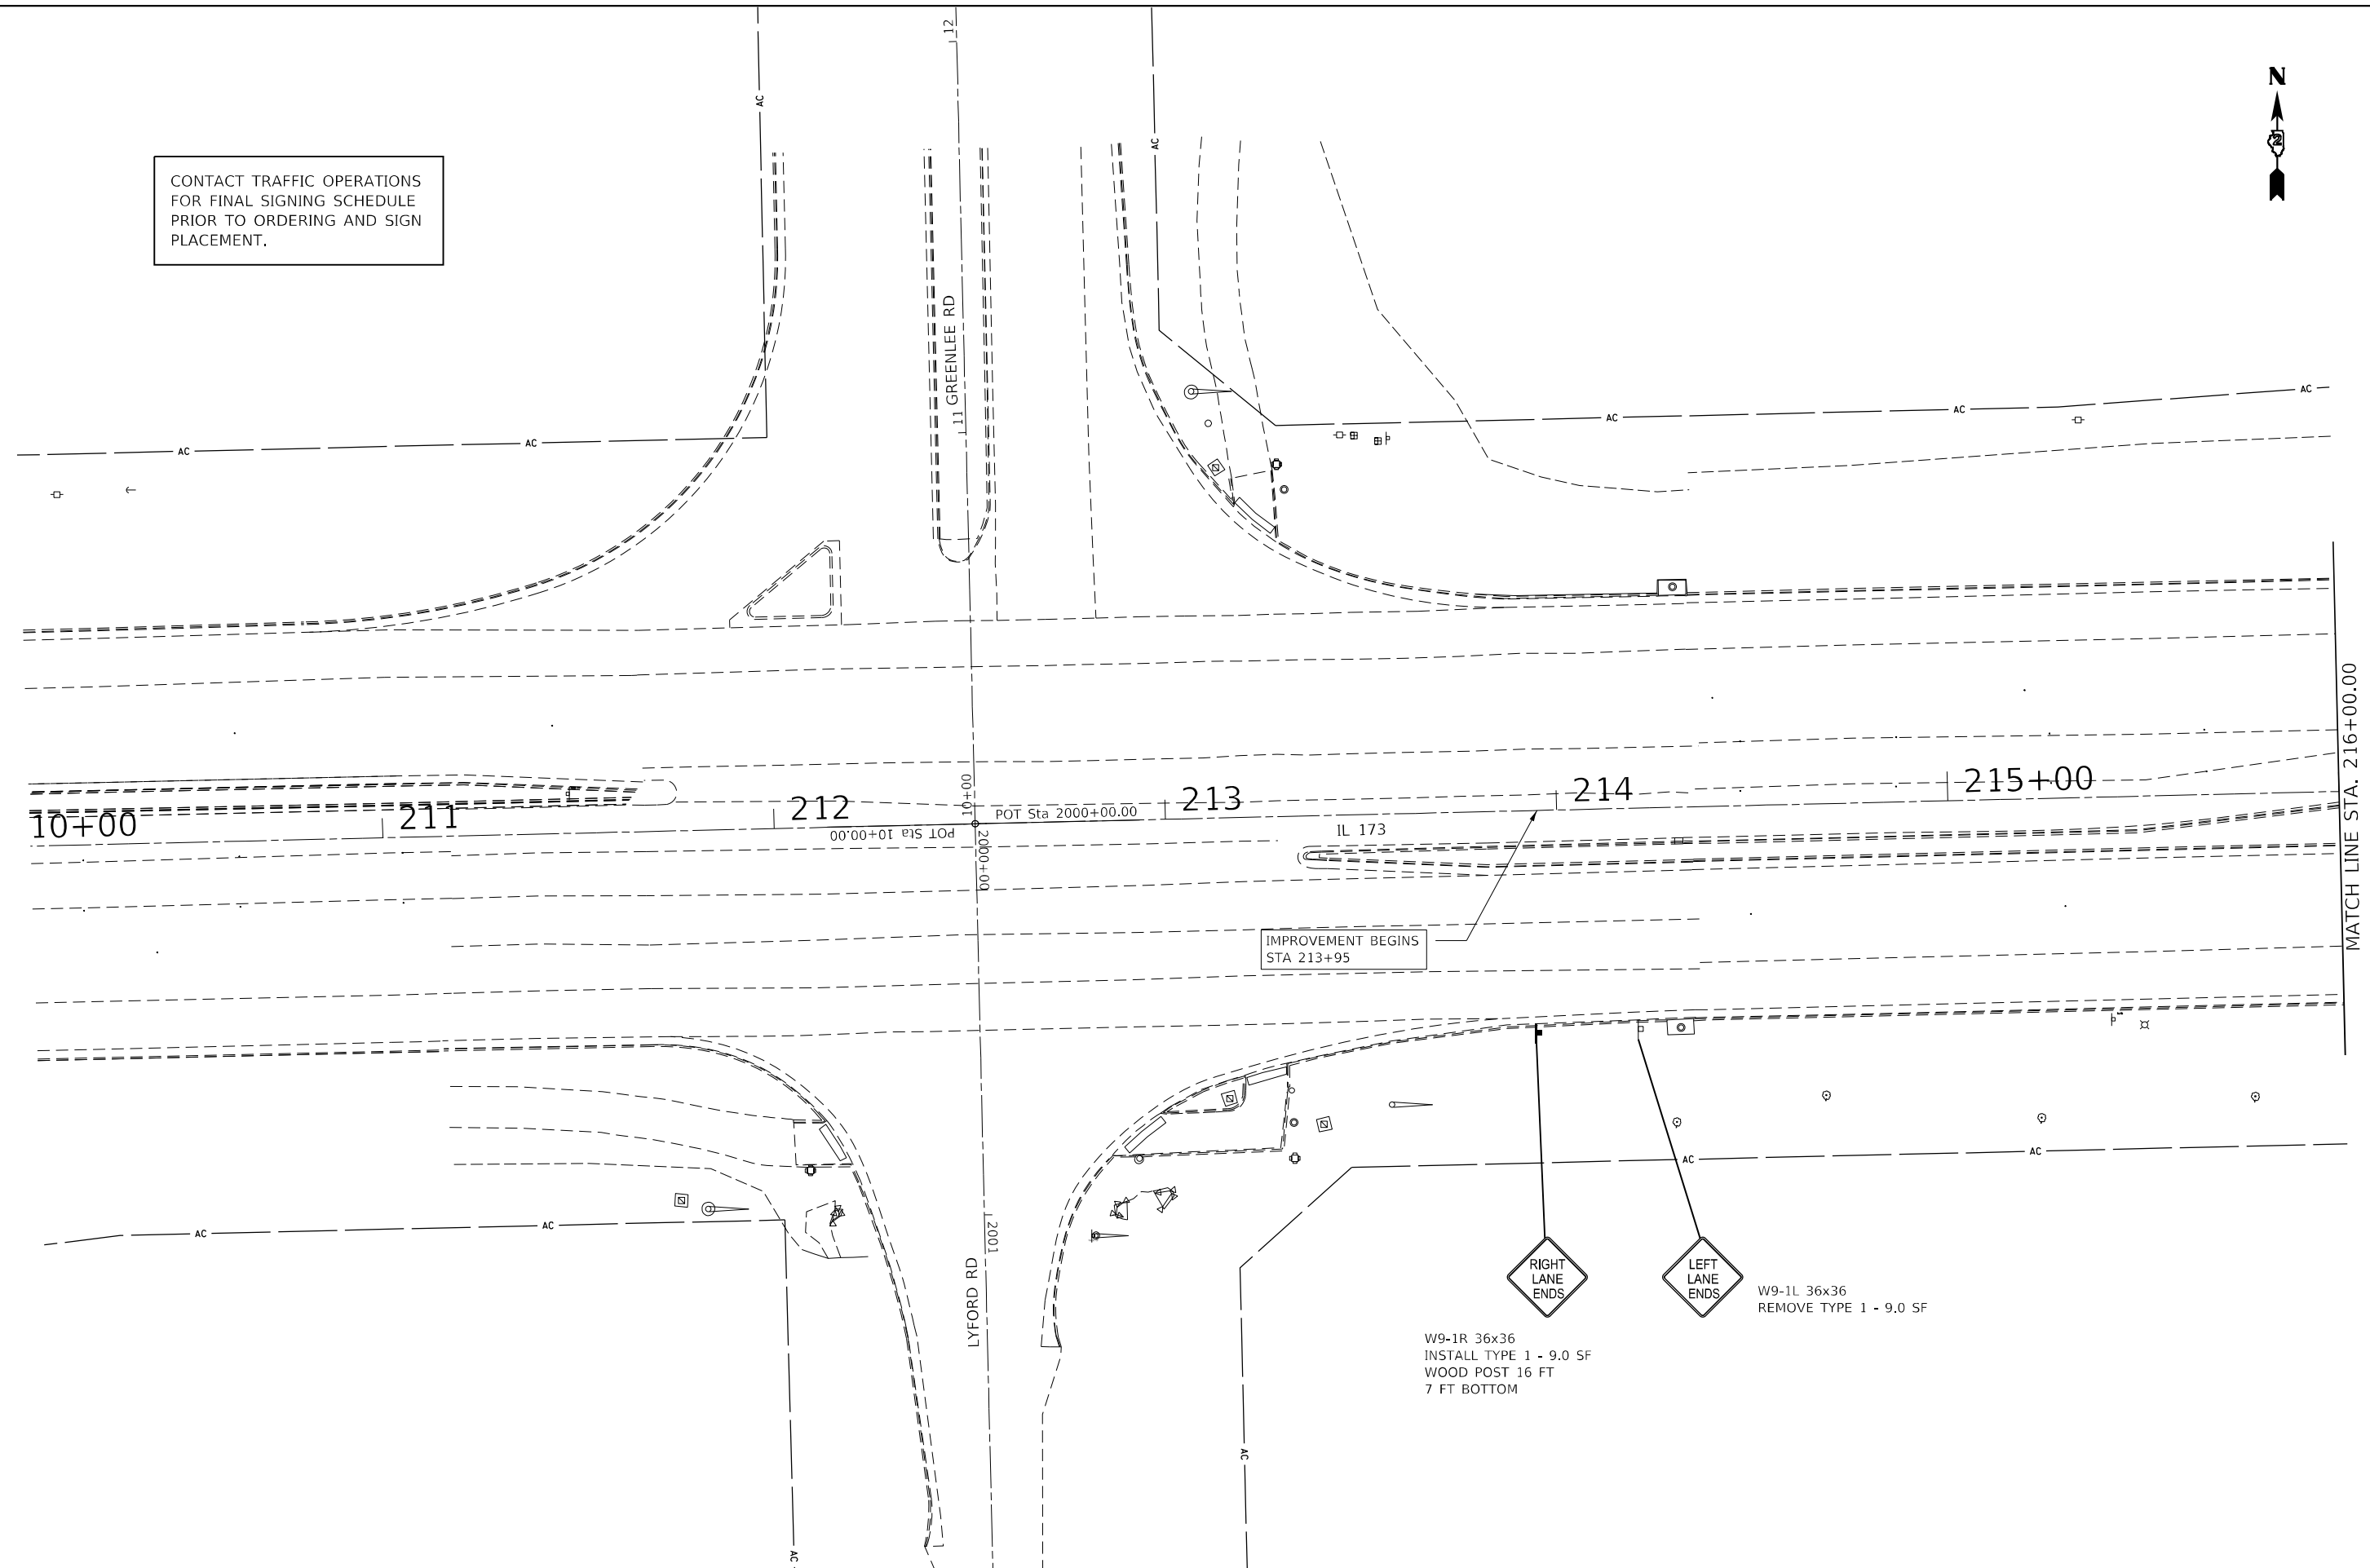 12
AC
AC
N
2
CONTACT TRAFFIC OPERATIONS
FOR FINAL SIGNING SCHEDULE
PRIOR TO ORDERING AND SIGN
PLACEMENT.
GREENLEE RD
11
AC
AC
AC
AC
AC
MATCH LINE STA. 216+00.00
10+00
211
212
10+00
213
214
215+00
POT Sta 2000+00.00
POT Sta 10+00.00
2000+00
IL 173
IMPROVEMENT BEGINS
STA 213+95
AC
AC
AC
AC
2001
LYFORD RD
RIGHT
LANE
ENDS
LEFT
LANE
ENDS
W9-1L 36x36
REMOVE TYPE 1 - 9.0 SF
W9-1R 36x36
INSTALL TYPE 1 - 9.0 SF
WOOD POST 16 FT
7 FT BOTTOM
AC
AC